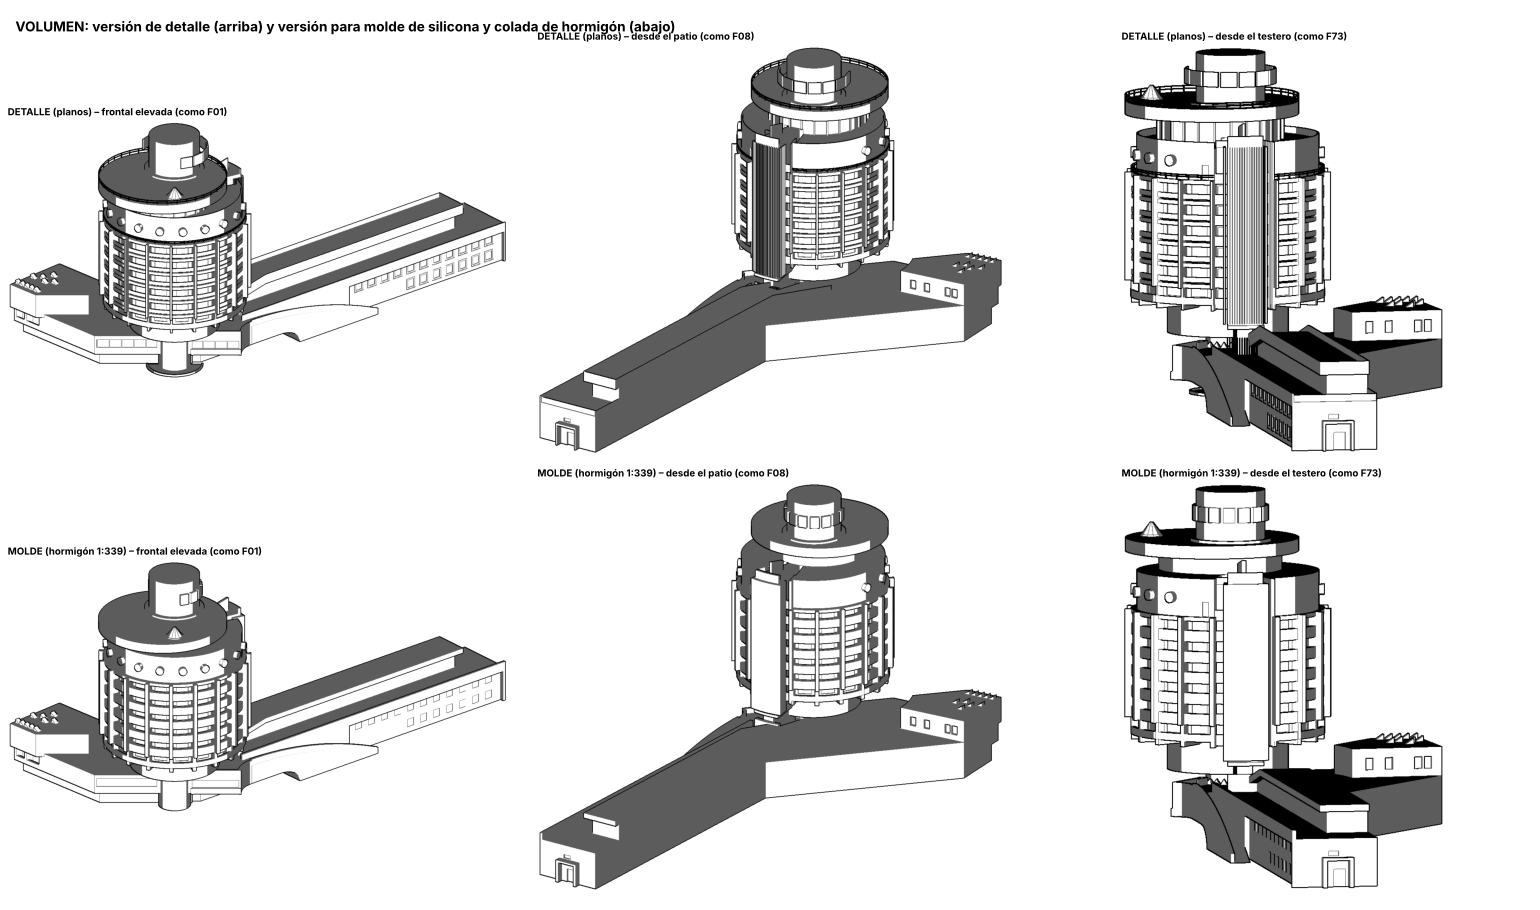 VOLUMEN: versión de detalle (arriba) y versión para molde de silicona y colada de hormigón (abajo)
DETALLE (planos) – desde el patio (como F08)
DETALLE (planos) – desde el testero (como F73)
DETALLE (planos) – frontal elevada (como F01)
MOLDE (hormigón 1:339) – desde el patio (como F08)
MOLDE (hormigón 1:339) – desde el testero (como F73)
MOLDE (hormigón 1:339) – frontal elevada (como F01)